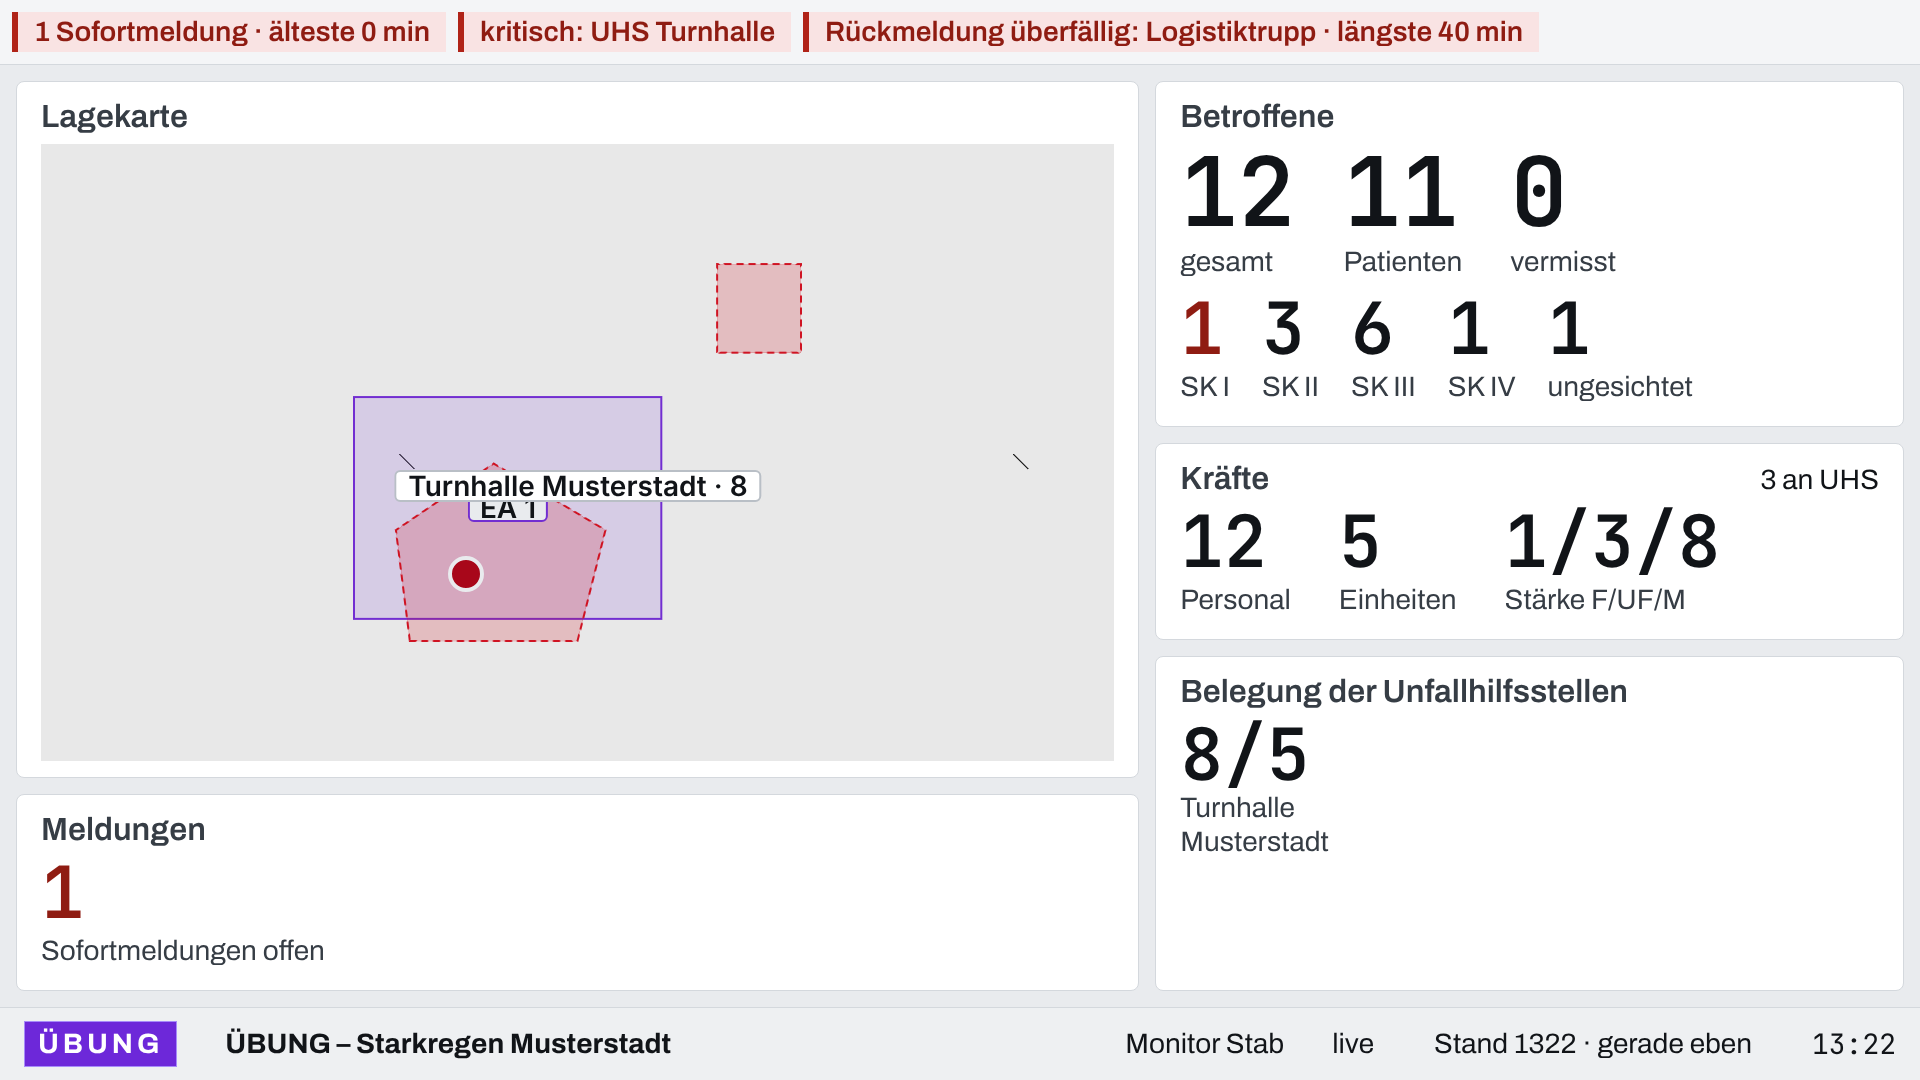 1 Sofortmeldung · älteste 0 min
kritisch: UHS Turnhalle
Rückmeldung überfällig: Logistiktrupp · längste 40 min
Lagekarte
Turnhalle Musterstadt · 8
EA 1
Meldungen
1
Sofortmeldungen offen
Betroffene
12 11 0
gesamt Patienten vermisst
1 3 6 1 1
SK I SK II SK III SK IV ungesichtet
Kräfte
3 an UHS
12 5 1/3/8
Personal Einheiten Stärke F/UF/M
Belegung der Unfallhilfsstellen
8/5
Turnhalle
Musterstadt
ÜBUNG
ÜBUNG – Starkregen Musterstadt
Monitor Stab
live
Stand 1322 · gerade eben
13:22